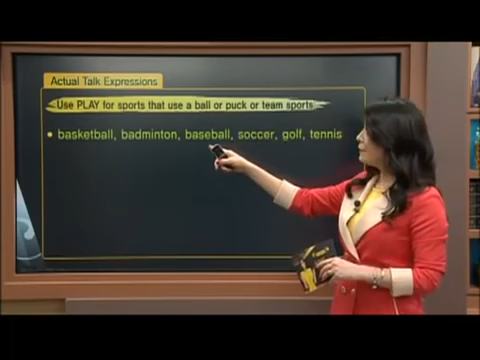 Actual Talk Expressions
Use PLAY for sports that use a ball or puck or team sports
• basketball, badminton, baseball, soccer, golf, tennis